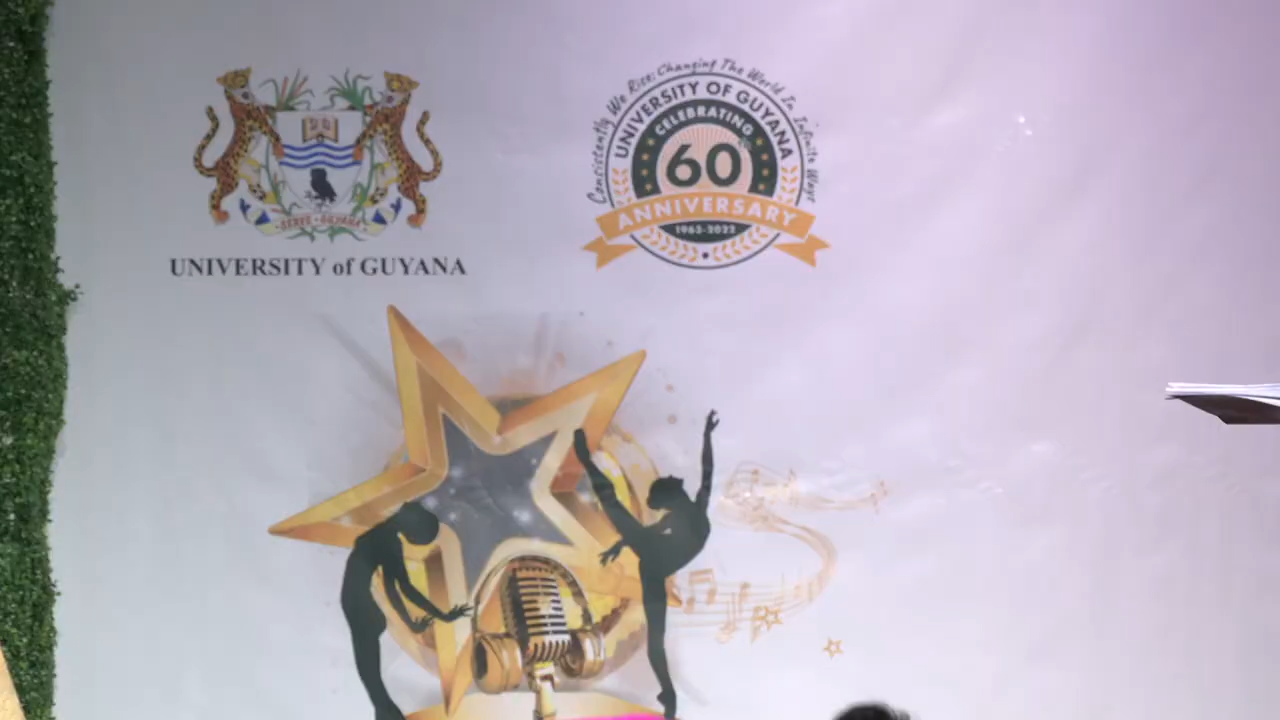 SERVE · GUYANA
UNIVERSITY of GUYANA
Consistently We Rise: Changing The World In Infinite Ways
UNIVERSITY OF GUYANA
CELEBRATING
60
ANNIVERSARY
1963-2022